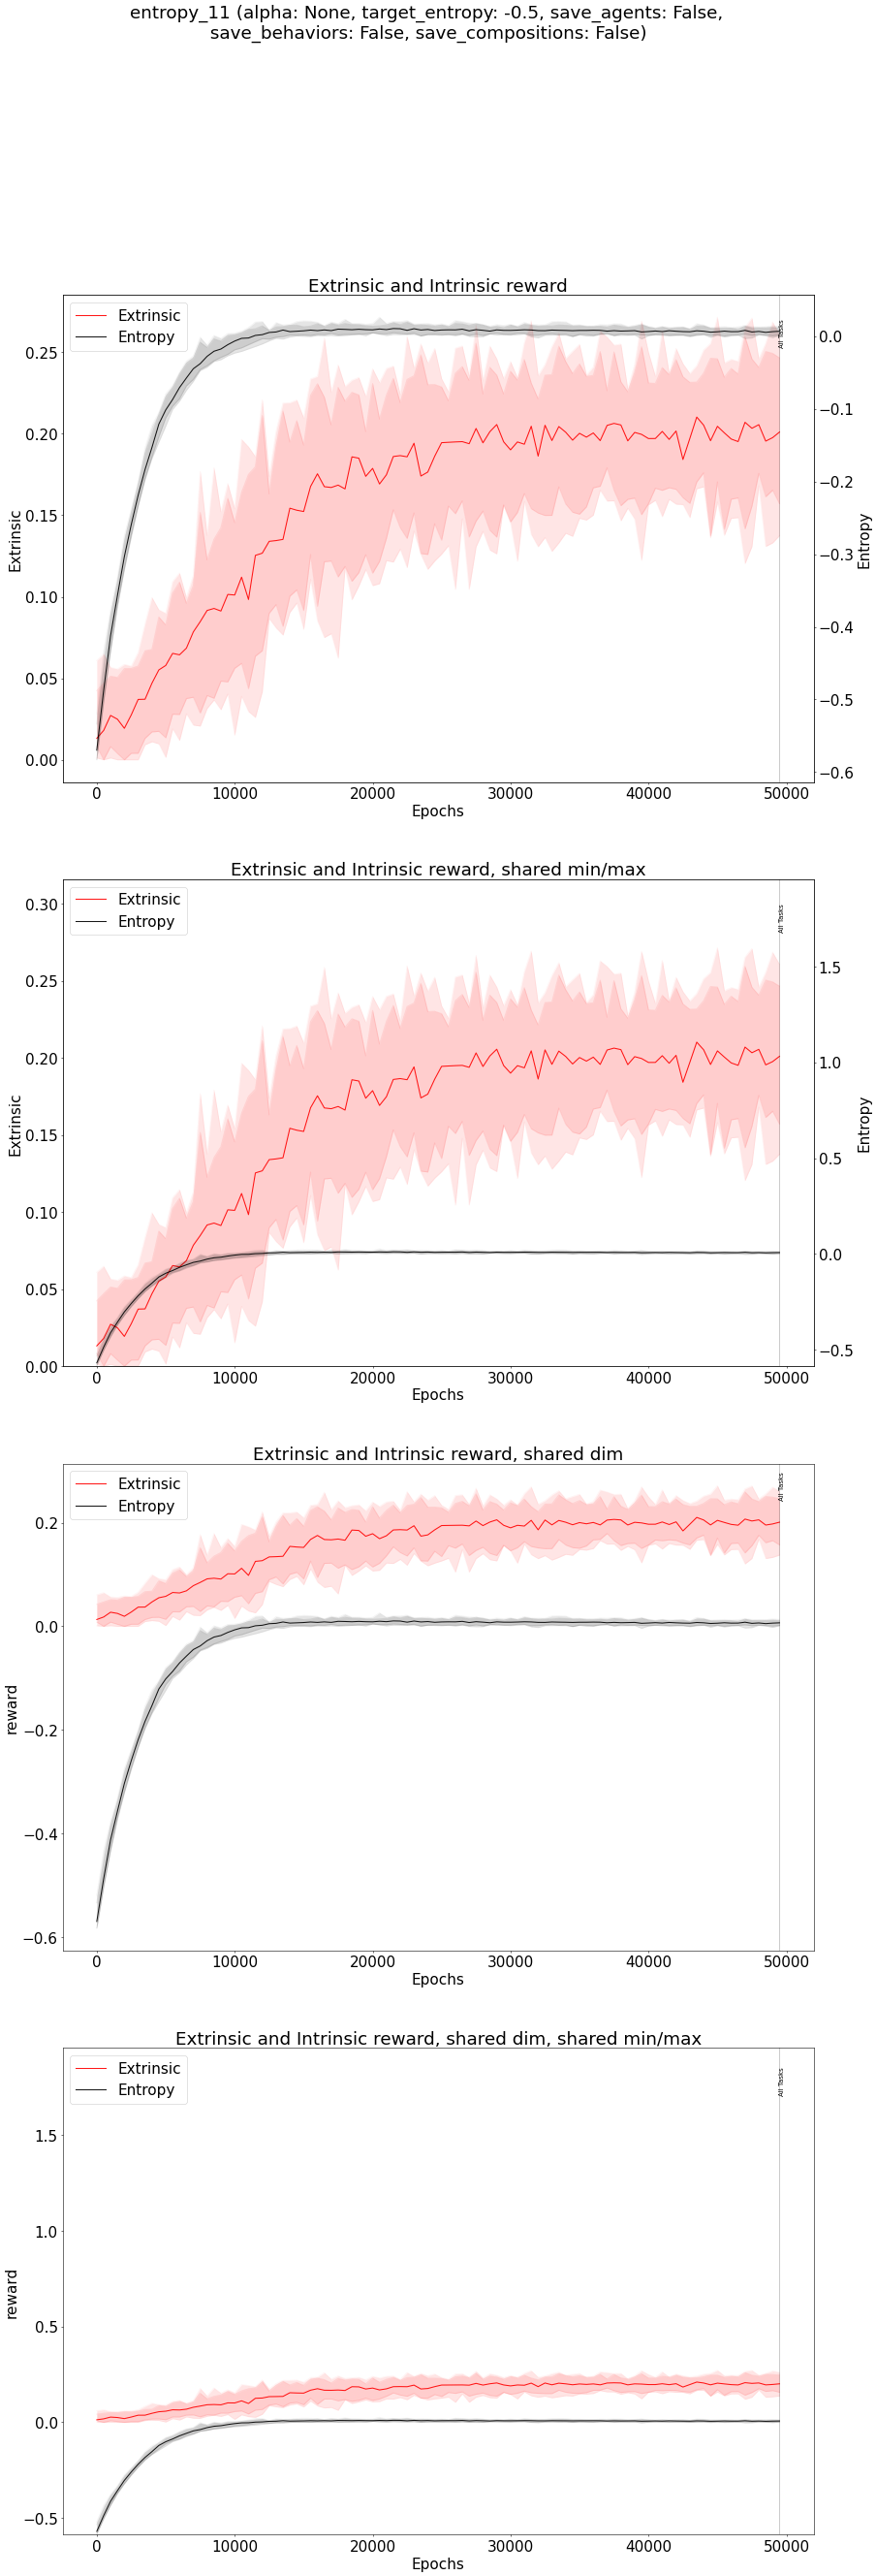 entropy_11 (alpha: None, target_entropy: -0.5, save_agents: False,
save_behaviors: False, save_compositions: False)
Extrinsic and Intrinsic reward
Extrinsic
Entropy
All Tasks
0.25
0.20
0.15
0.10
0.05
0.00
Extrinsic
0.0
−0.1
−0.2
−0.3
−0.4
−0.5
−0.6
Entropy
0
10000
20000
30000
40000
50000
Epochs
Extrinsic and Intrinsic reward, shared min/max
Extrinsic
Entropy
All Tasks
0.30
0.25
0.20
0.15
0.10
0.05
0.00
Extrinsic
1.5
1.0
0.5
0.0
−0.5
Entropy
0
10000
20000
30000
40000
50000
Epochs
Extrinsic and Intrinsic reward, shared dim
Extrinsic
Entropy
All Tasks
0.2
0.0
−0.2
−0.4
−0.6
reward
0
10000
20000
30000
40000
50000
Epochs
Extrinsic and Intrinsic reward, shared dim, shared min/max
Extrinsic
Entropy
All Tasks
1.5
1.0
0.5
0.0
−0.5
reward
0
10000
20000
30000
40000
50000
Epochs